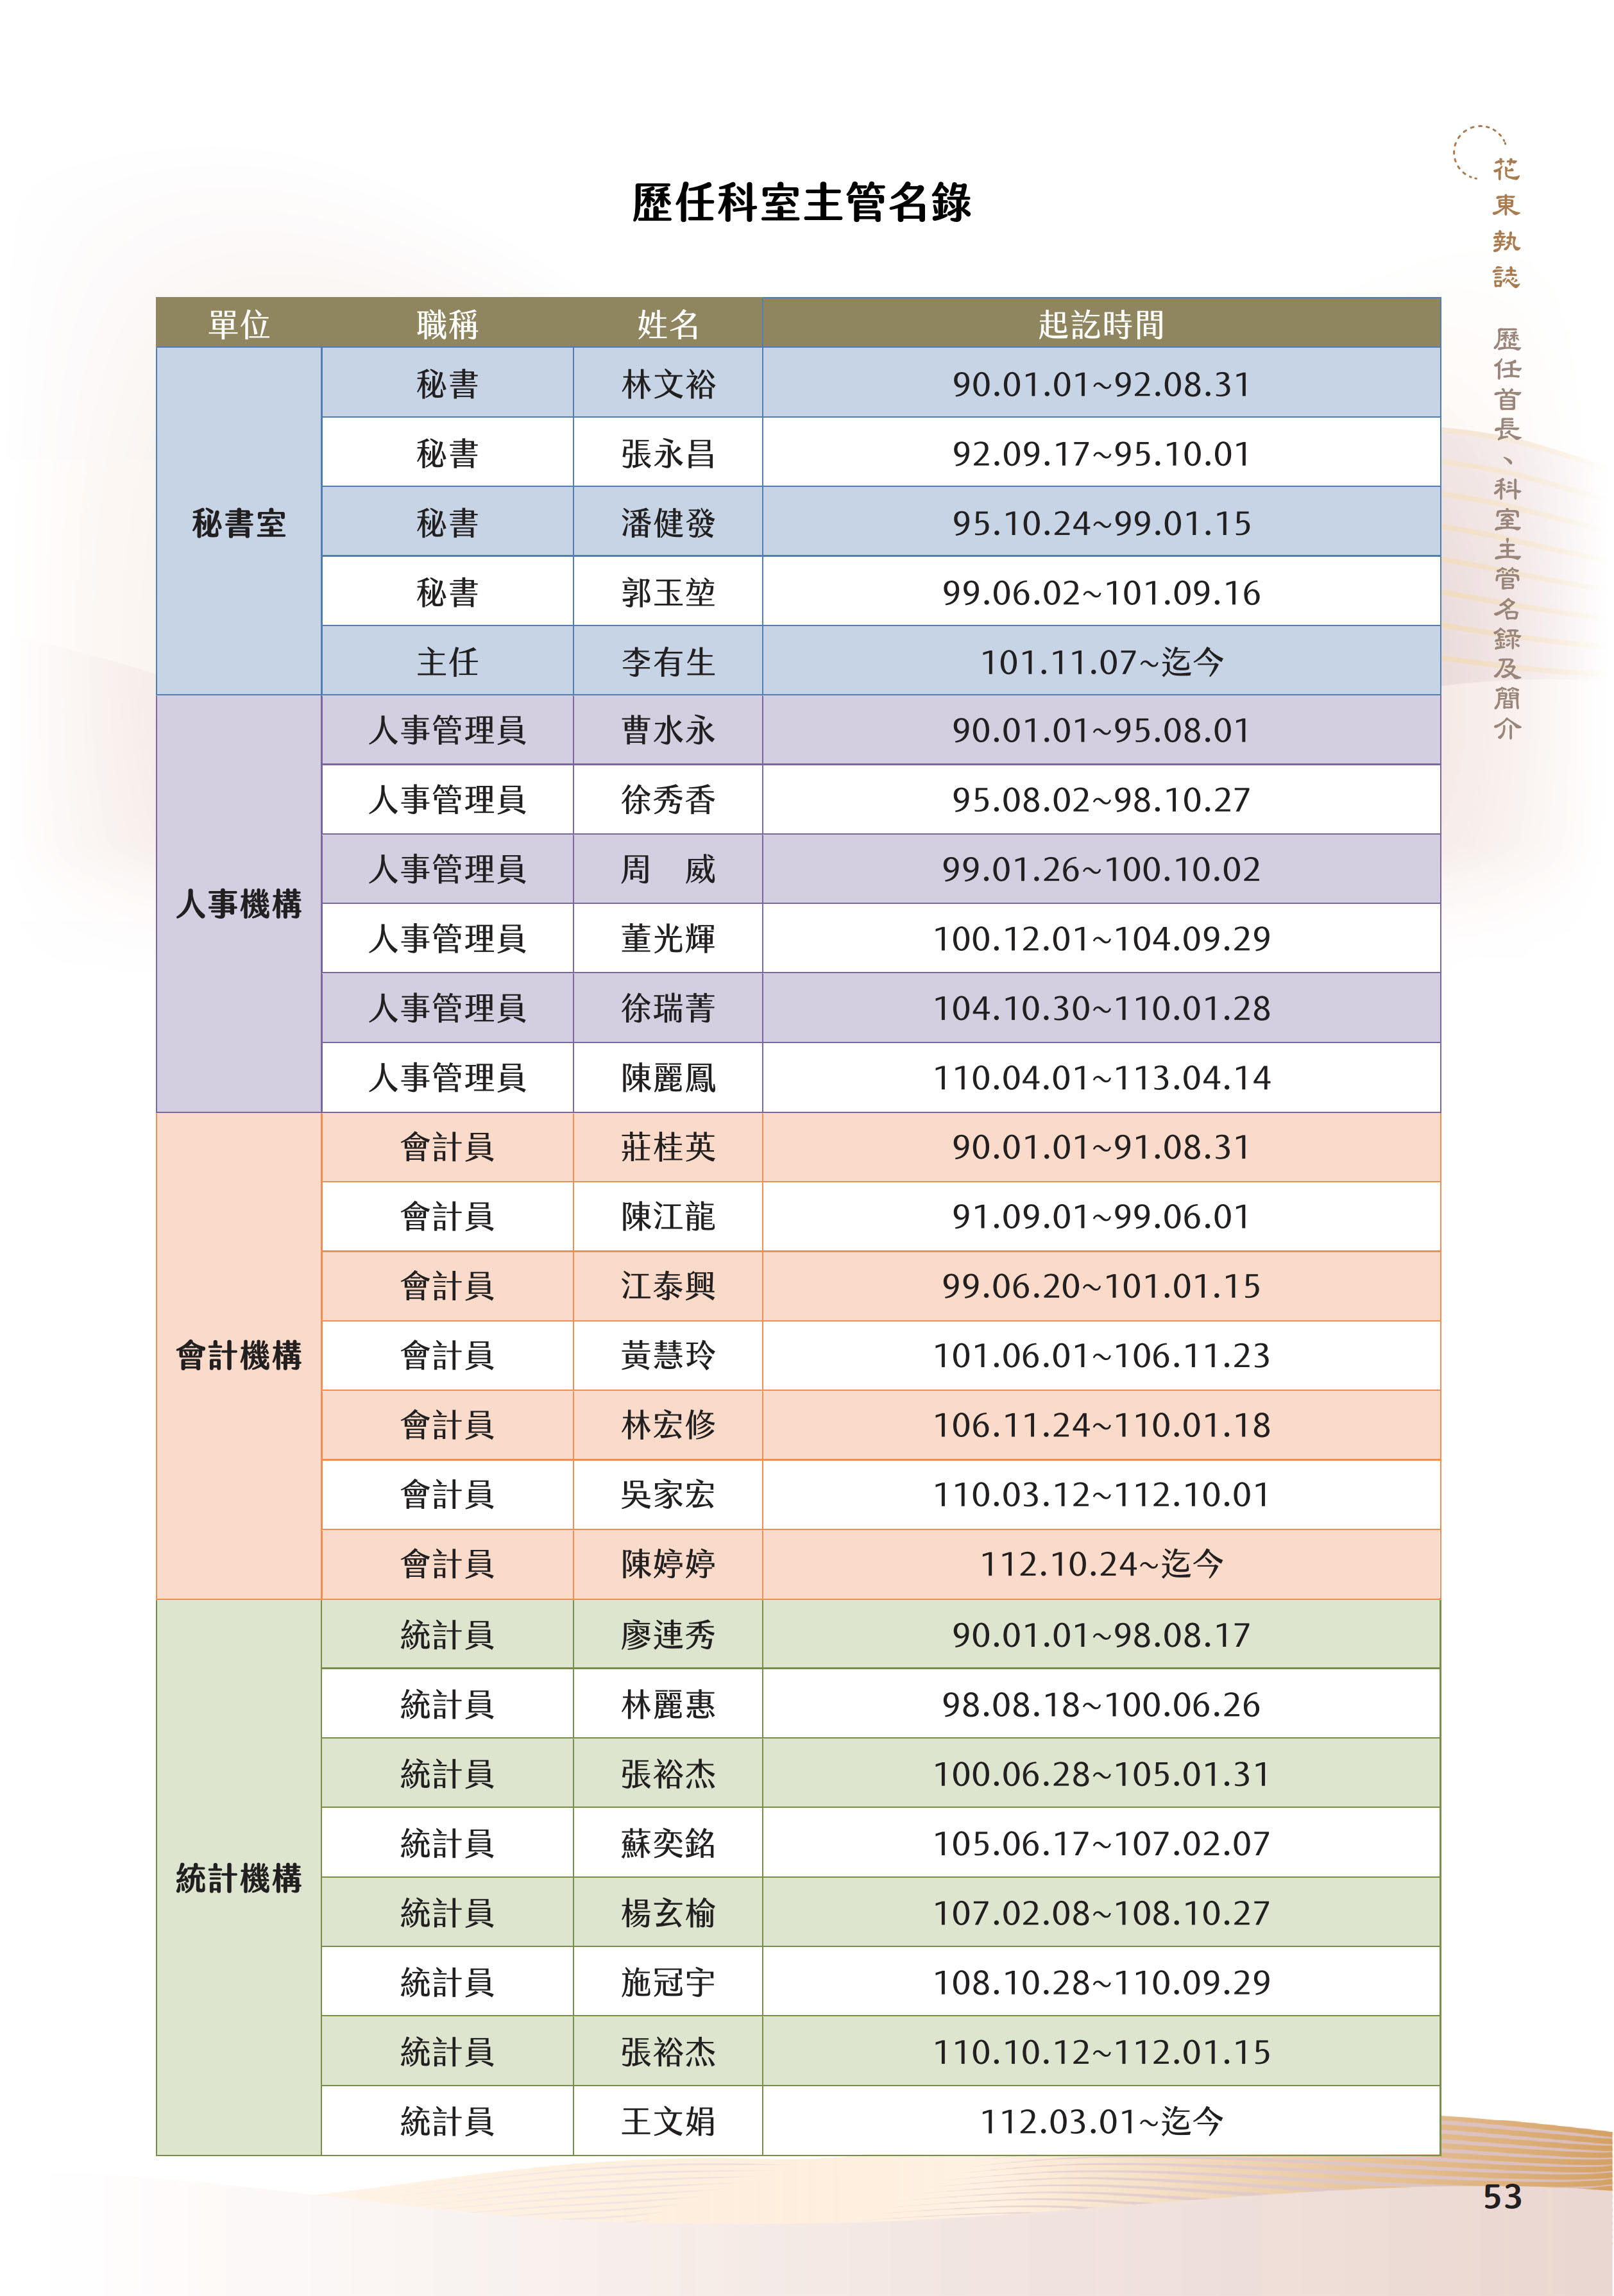 歷任科室主管名錄
花東執誌 歷任首長、科室主管名錄及簡介
單位 職稱 姓名 起訖時間
秘書室
秘書 林文裕 90.01.01~92.08.31
秘書 張永昌 92.09.17~95.10.01
秘書 潘健發 95.10.24~99.01.15
秘書 郭玉堃 99.06.02~101.09.16
主任 李有生 101.11.07~迄今
人事機構
人事管理員 曹水永 90.01.01~95.08.01
人事管理員 徐秀香 95.08.02~98.10.27
人事管理員 周 威 99.01.26~100.10.02
人事管理員 董光輝 100.12.01~104.09.29
人事管理員 徐瑞菁 104.10.30~110.01.28
人事管理員 陳麗鳳 110.04.01~113.04.14
會計機構
會計員 莊桂英 90.01.01~91.08.31
會計員 陳江龍 91.09.01~99.06.01
會計員 江泰興 99.06.20~101.01.15
會計員 黃慧玲 101.06.01~106.11.23
會計員 林宏修 106.11.24~110.01.18
會計員 吳家宏 110.03.12~112.10.01
會計員 陳婷婷 112.10.24~迄今
統計機構
統計員 廖連秀 90.01.01~98.08.17
統計員 林麗惠 98.08.18~100.06.26
統計員 張裕杰 100.06.28~105.01.31
統計員 蘇奕銘 105.06.17~107.02.07
統計員 楊玄榆 107.02.08~108.10.27
統計員 施冠宇 108.10.28~110.09.29
統計員 張裕杰 110.10.12~112.01.15
統計員 王文娟 112.03.01~迄今
53